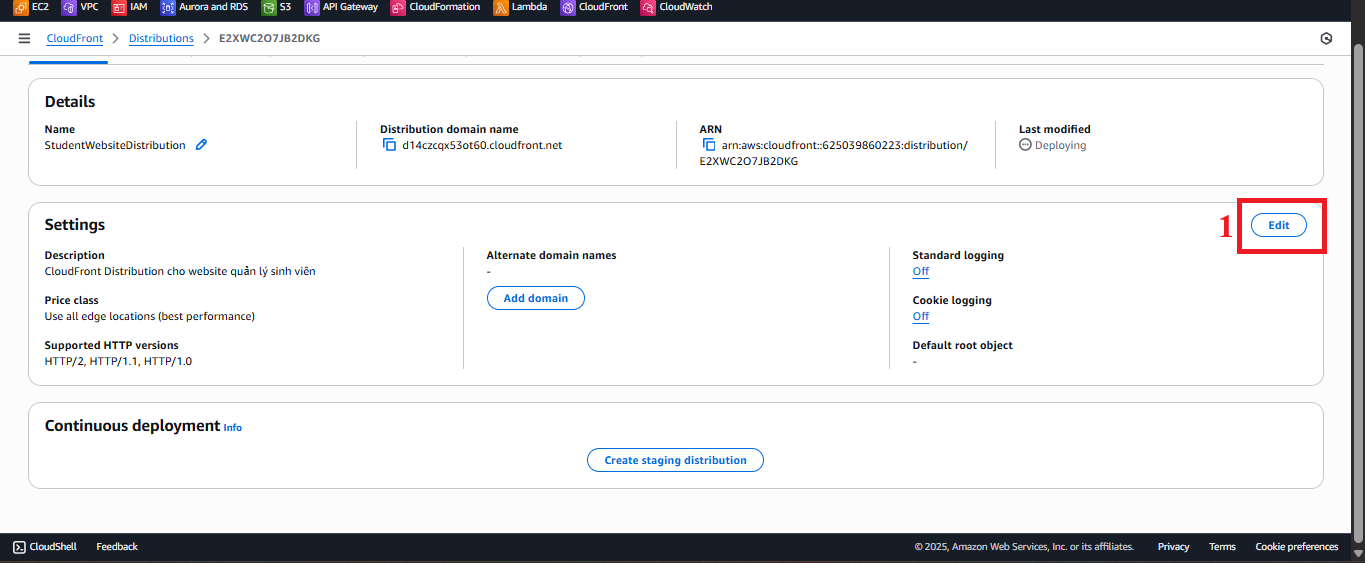 EC2 VPC IAM Aurora and RDS S3 API Gateway CloudFormation Lambda CloudFront CloudWatch
CloudFront > Distributions > E2XWC2O7JB2DKG
Details
Name
StudentWebsiteDistribution
Distribution domain name
d14czcqx53ot60.cloudfront.net
ARN
arn:aws:cloudfront::625039860223:distribution/
E2XWC2O7JB2DKG
Last modified
Deploying
Settings
1
Edit
Description
CloudFront Distribution cho website quản lý sinh viên
Price class
Use all edge locations (best performance)
Supported HTTP versions
HTTP/2, HTTP/1.1, HTTP/1.0
Alternate domain names
-
Add domain
Standard logging
Off
Cookie logging
Off
Default root object
-
Continuous deployment Info
Create staging distribution
CloudShell Feedback © 2025, Amazon Web Services, Inc. or its affiliates. Privacy Terms Cookie preferences